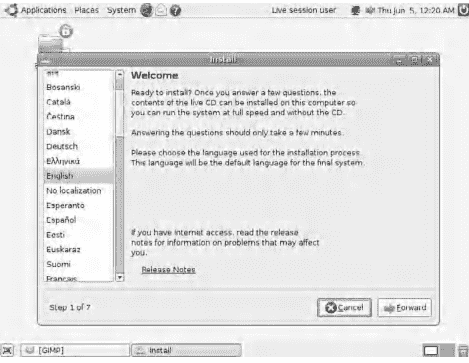 Applications Places System
Live session user
Thu Jun 5, 12:20 AM
Install
Bosanski
Català
Čeština
Dansk
Deutsch
Ελληνικά
English
No localization
Esperanto
Español
Eesti
Euskaraz
Suomi
Français
Welcome
Ready to install? Once you answer a few questions, the
contents of the live CD can be installed on this computer so
you can run the system at full speed and without the CD.
Answering the questions should only take a few minutes.
Please choose the language used for the installation process.
This language will be the default language for the final system.
If you have internet access, read the release
notes for information on problems that may affect
you.
Release Notes
Step 1 of 7
Cancel
Forward
[GIMP]
Install